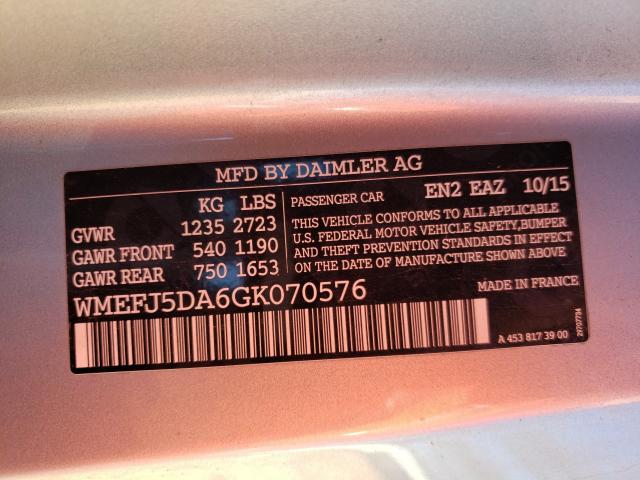 MFD BY DAIMLER AG
KG LBS
GVWR 1235 2723
GAWR FRONT 540 1190
GAWR REAR 750 1653
PASSENGER CAR EN2 EAZ 10/15
THIS VEHICLE CONFORMS TO ALL APPLICABLE
U.S. FEDERAL MOTOR VEHICLE SAFETY,BUMPER
AND THEFT PREVENTION STANDARDS IN EFFECT
ON THE DATE OF MANUFACTURE SHOWN ABOVE.
WMEFJ5DA6GK070576
MADE IN FRANCE
A 453 817 39 00
29707724